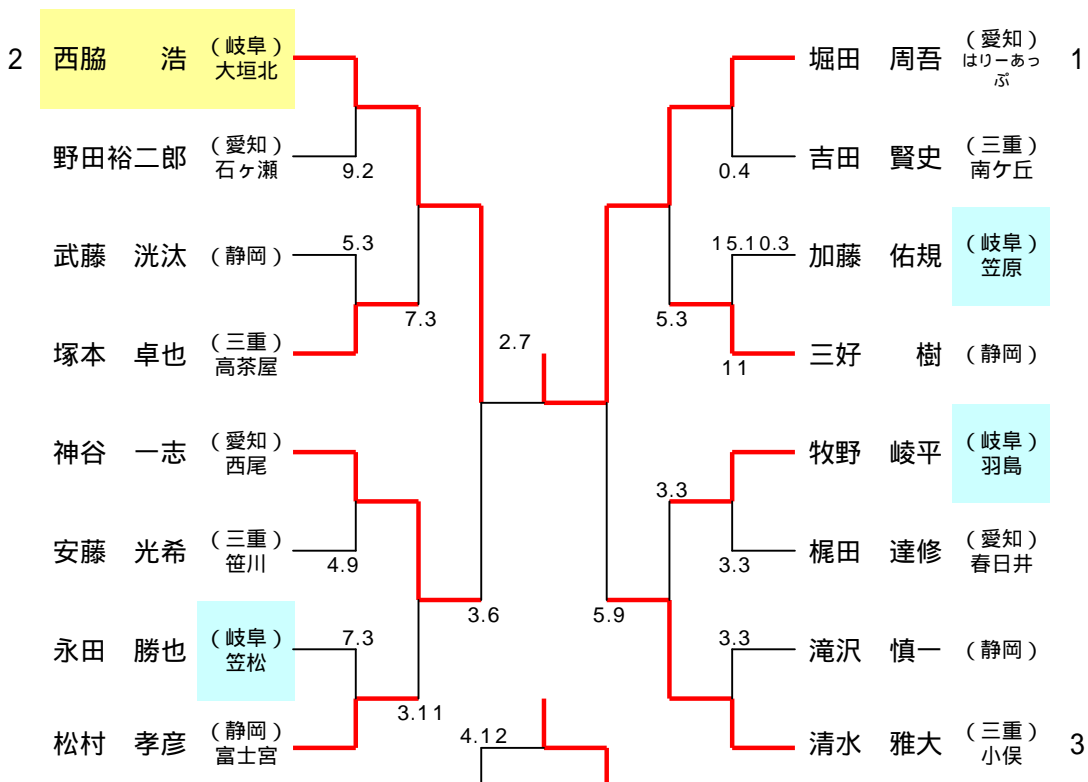 2 西脇 浩 (岐阜) 大垣北
野田裕二郎 (愛知) 石ヶ瀬
9.2
武藤 洸汰 (静岡)
5.3
塚本 卓也 (三重) 高茶屋
7.3
神谷 一志 (愛知) 西尾
安藤 光希 (三重) 笹川
4.9
永田 勝也 (岐阜) 笠松
7.3
松村 孝彦 (静岡) 富士宮
3.11
3.6
2.7
4.12
堀田 周吾 (愛知) はりーあっぷ 1
吉田 賢史 (三重) 南ケ丘
0.4
加藤 佑規 (岐阜) 笠原
15.10.3
三好 樹 (静岡)
11
5.3
牧野 崚平 (岐阜) 羽島
3.3
梶田 達修 (愛知) 春日井
3.3
5.9
滝沢 慎一 (静岡)
3.3
清水 雅大 (三重) 小俣 3